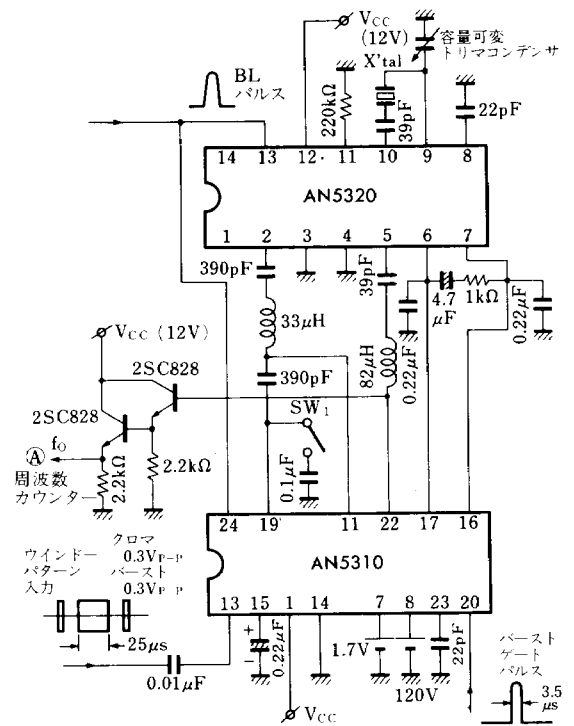 VCC
(12V)
容量可変
トリマコンデンサ
X'tal
BL
パルス
220kΩ
39pF
22pF
14 13 12· 11 10 9 8
AN5320
1 2 3 4 5 6 7
390pF
39pF
4.7
μF
1kΩ
0.22μF
33μH
82μH
0.22μF
VCC (12V)
390pF
2SC828
2SC828
SW1
fO
Ⓐ
周波数
カウンター
2.2kΩ
2.2kΩ
0.1μF
24 19 11 22 17 16
AN5310
クロマ
ウインドー 0.3VP-P
パターン バースト
入力 0.3VP-P
25μs
13 15 1 14 7 8 23 20
+
-
0.22μF
1.7V
22pF
0.01μF
120V
バースト
ゲート
パルス
3.5
μs
VCC